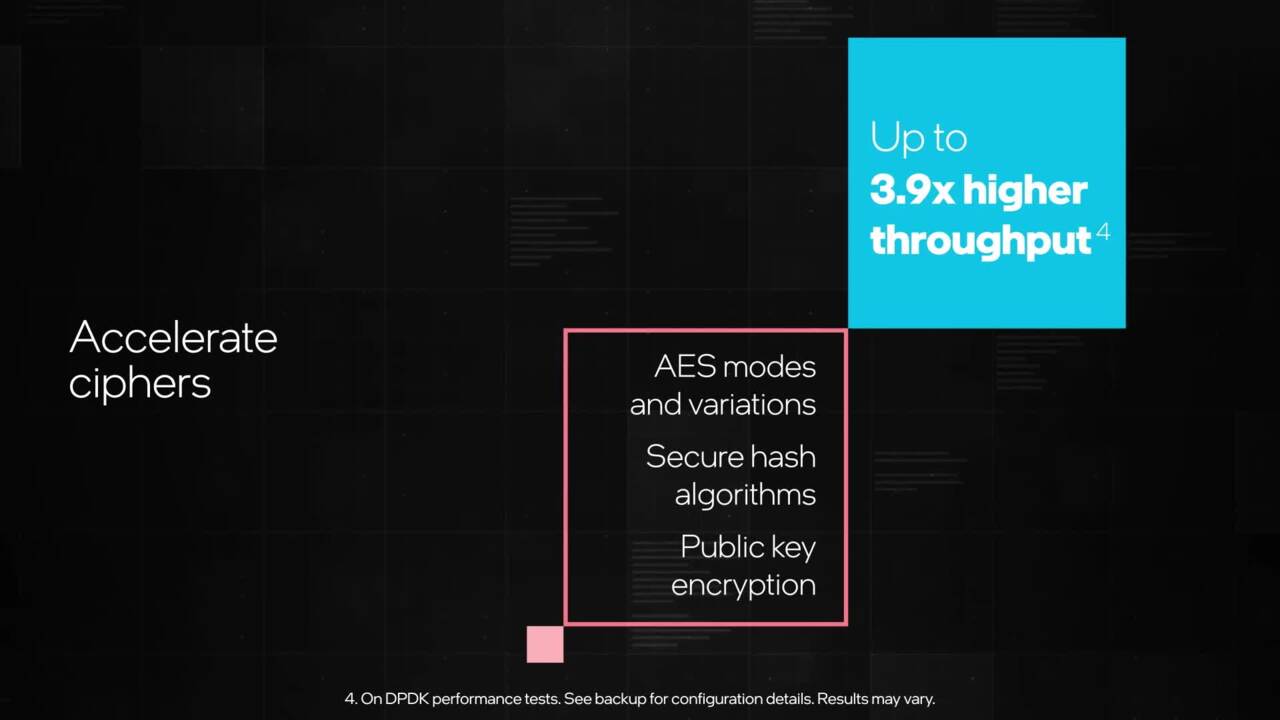 Accelerate
ciphers
Up to
3.9x higher
throughput 4
AES modes
and variations
Secure hash
algorithms
Public key
encryption
4. On DPDK performance tests. See backup for configuration details. Results may vary.